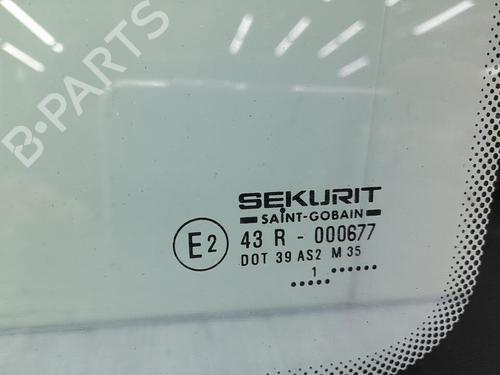 B-PARTS
SEKURIT
SAINT-GOBAIN
E2 43 R - 000677
DOT 39 AS2 M 35
..... 1 ......